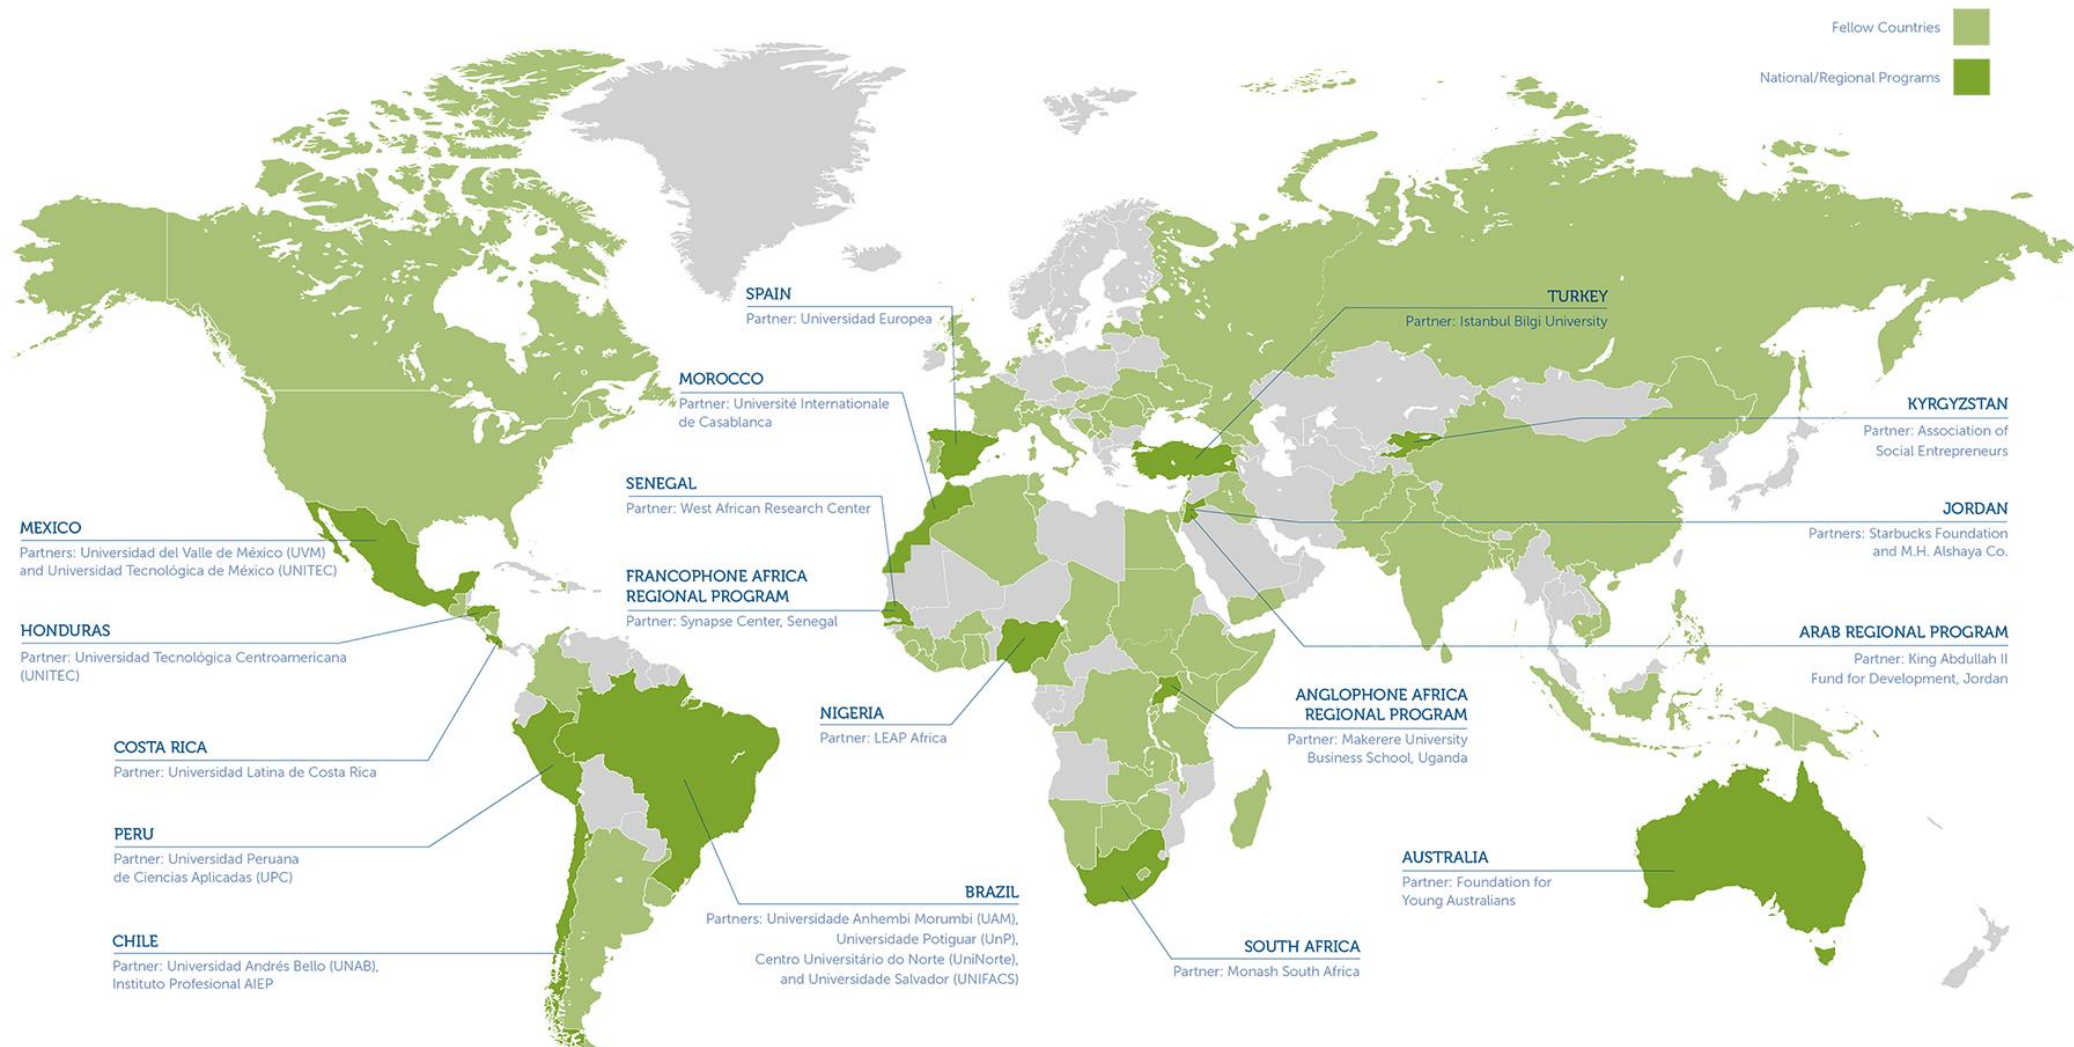 Fellow Countries
National/Regional Programs
SPAIN
Partner: Universidad Europea
TURKEY
Partner: Istanbul Bilgi University
MOROCCO
Partner: Université Internationale
de Casablanca
KYRGYZSTAN
Partner: Association of
Social Entrepreneurs
SENEGAL
Partner: West African Research Center
JORDAN
Partners: Starbucks Foundation
and M.H. Alshaya Co.
MEXICO
Partners: Universidad del Valle de México (UVM)
and Universidad Tecnológica de México (UNITEC)
FRANCOPHONE AFRICA
REGIONAL PROGRAM
Partner: Synapse Center, Senegal
HONDURAS
Partner: Universidad Tecnológica Centroamericana
(UNITEC)
ARAB REGIONAL PROGRAM
Partner: King Abdullah II
Fund for Development, Jordan
ANGLOPHONE AFRICA
REGIONAL PROGRAM
Partner: Makerere University
Business School, Uganda
NIGERIA
Partner: LEAP Africa
COSTA RICA
Partner: Universidad Latina de Costa Rica
PERU
Partner: Universidad Peruana
de Ciencias Aplicadas (UPC)
AUSTRALIA
Partner: Foundation for
Young Australians
BRAZIL
Partners: Universidade Anhembi Morumbi (UAM),
Universidade Potiguar (UnP),
Centro Universitário do Norte (UniNorte),
and Universidade Salvador (UNIFACS)
CHILE
Partner: Universidad Andrés Bello (UNAB),
Instituto Profesional AIEP
SOUTH AFRICA
Partner: Monash South Africa